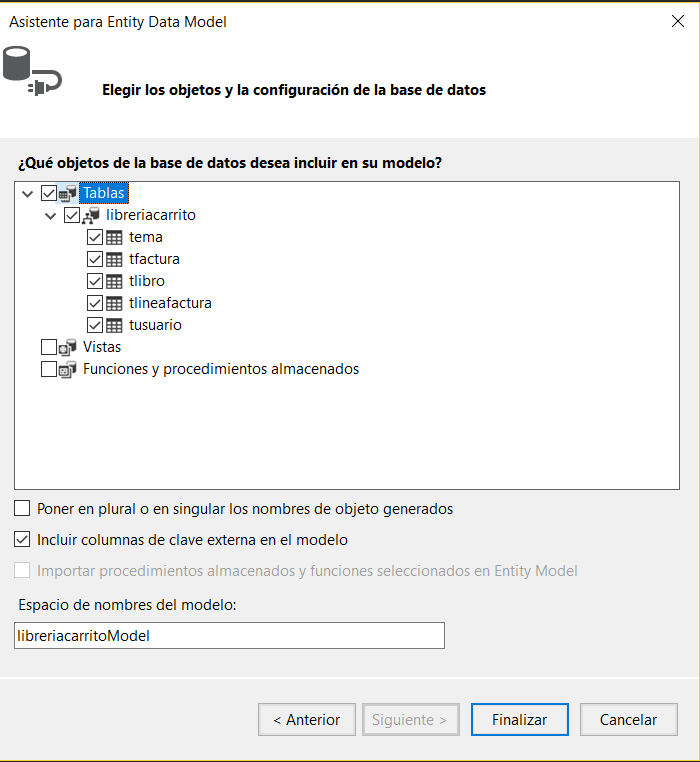 Asistente para Entity Data Model
Elegir los objetos y la configuración de la base de datos
¿Qué objetos de la base de datos desea incluir en su modelo?
Tablas
libreriacarrito
tema
tfactura
tlibro
tlineafactura
tusuario
Vistas
Funciones y procedimientos almacenados
Poner en plural o en singular los nombres de objeto generados
Incluir columnas de clave externa en el modelo
Importar procedimientos almacenados y funciones seleccionados en Entity Model
Espacio de nombres del modelo:
libreriacarritoModel
< Anterior Siguiente > Finalizar Cancelar